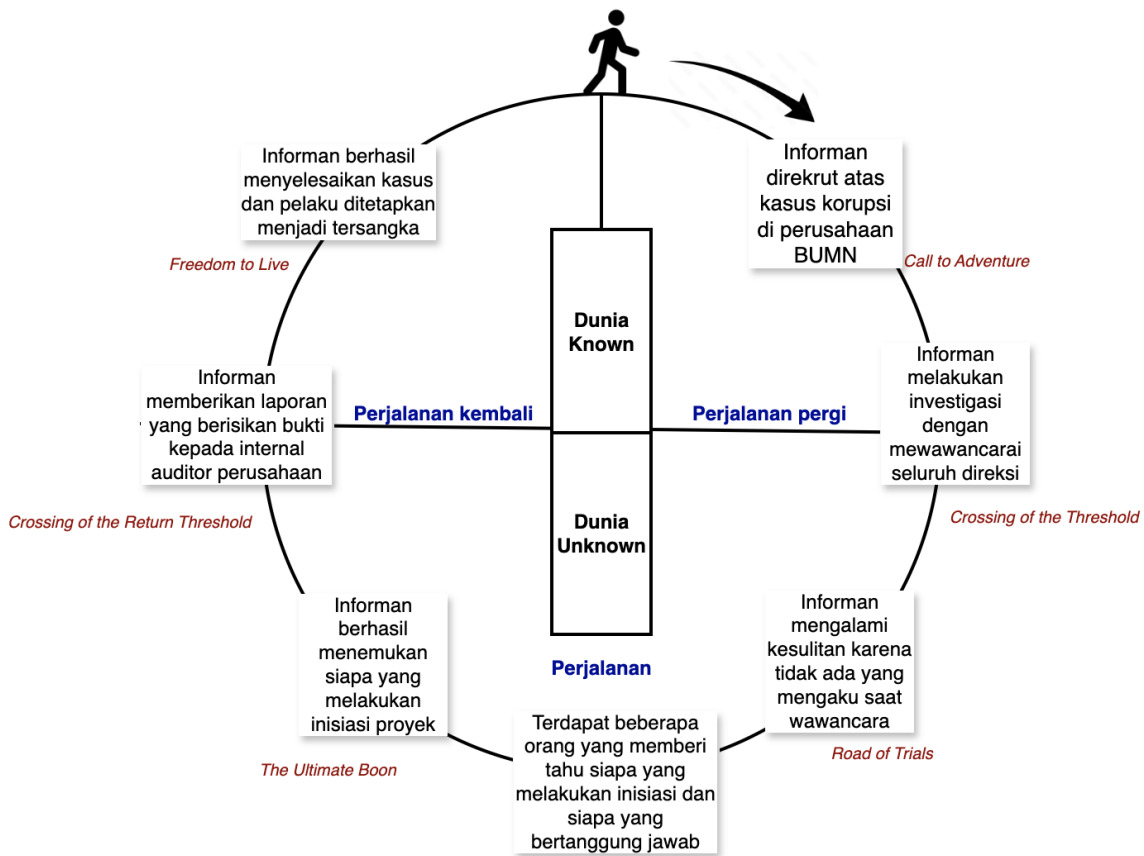 Informan
direkrut atas
kasus korupsi
di perusahaan
BUMN
Call to Adventure
Informan
melakukan
investigasi
dengan
mewawancarai
seluruh direksi
Crossing of the Threshold
Informan
mengalami
kesulitan karena
tidak ada yang
mengaku saat
wawancara
Road of Trials
Terdapat beberapa
orang yang memberi
tahu siapa yang
melakukan inisiasi dan
siapa yang
bertanggung jawab
Informan
berhasil
menemukan
siapa yang
melakukan
inisiasi proyek
The Ultimate Boon
Informan
memberikan laporan
yang berisikan bukti
kepada internal
auditor perusahaan
Crossing of the Return Threshold
Informan berhasil
menyelesaikan kasus
dan pelaku ditetapkan
menjadi tersangka
Freedom to Live
Dunia
Known
Perjalanan kembali
Perjalanan pergi
Dunia
Unknown
Perjalanan